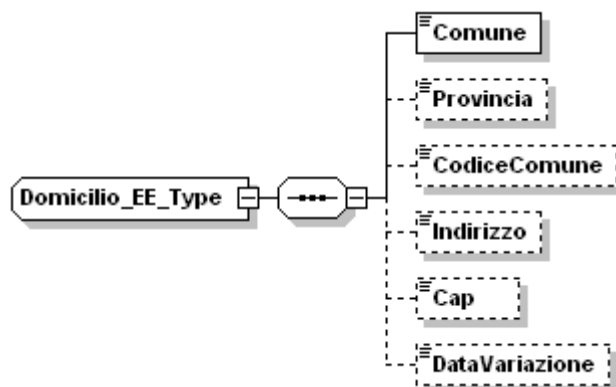 Domicilio_EE_Type
Comune
Provincia
CodiceComune
Indirizzo
Cap
DataVariazione